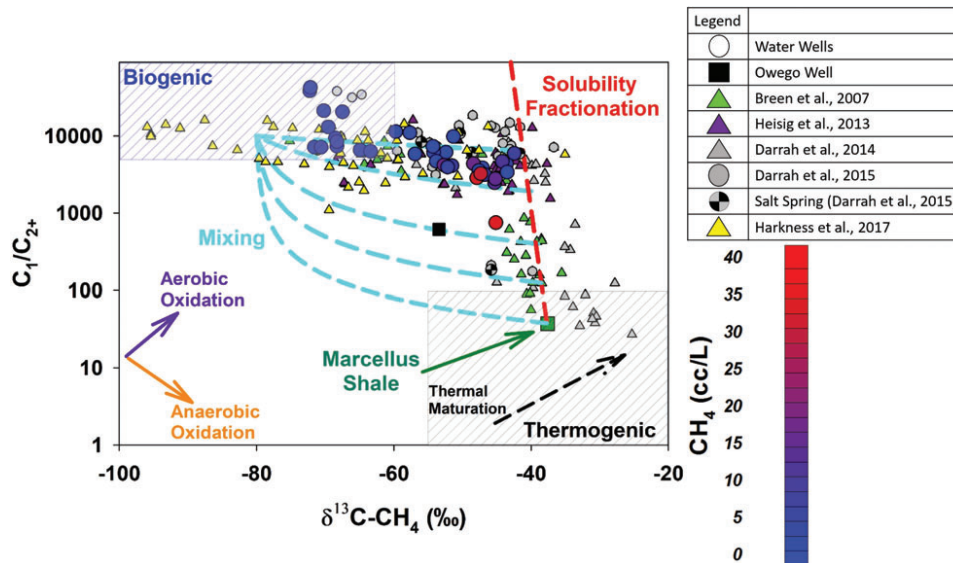 Biogenic
Solubility
Fractionation
Mixing
Aerobic
Oxidation
Anaerobic
Oxidation
Marcellus
Shale
Thermal
Maturation
Thermogenic
10000
1000
100
10
1
C₁/C₂₊
-100
-80
-60
-40
-20
δ¹³C-CH₄ (‰)
Legend
Water Wells
Owego Well
Breen et al., 2007
Heisig et al., 2013
Darrah et al., 2014
Darrah et al., 2015
Salt Spring (Darrah et al., 2015
Harkness et al., 2017
CH₄ (cc/L)
40
35
30
25
20
15
10
5
0